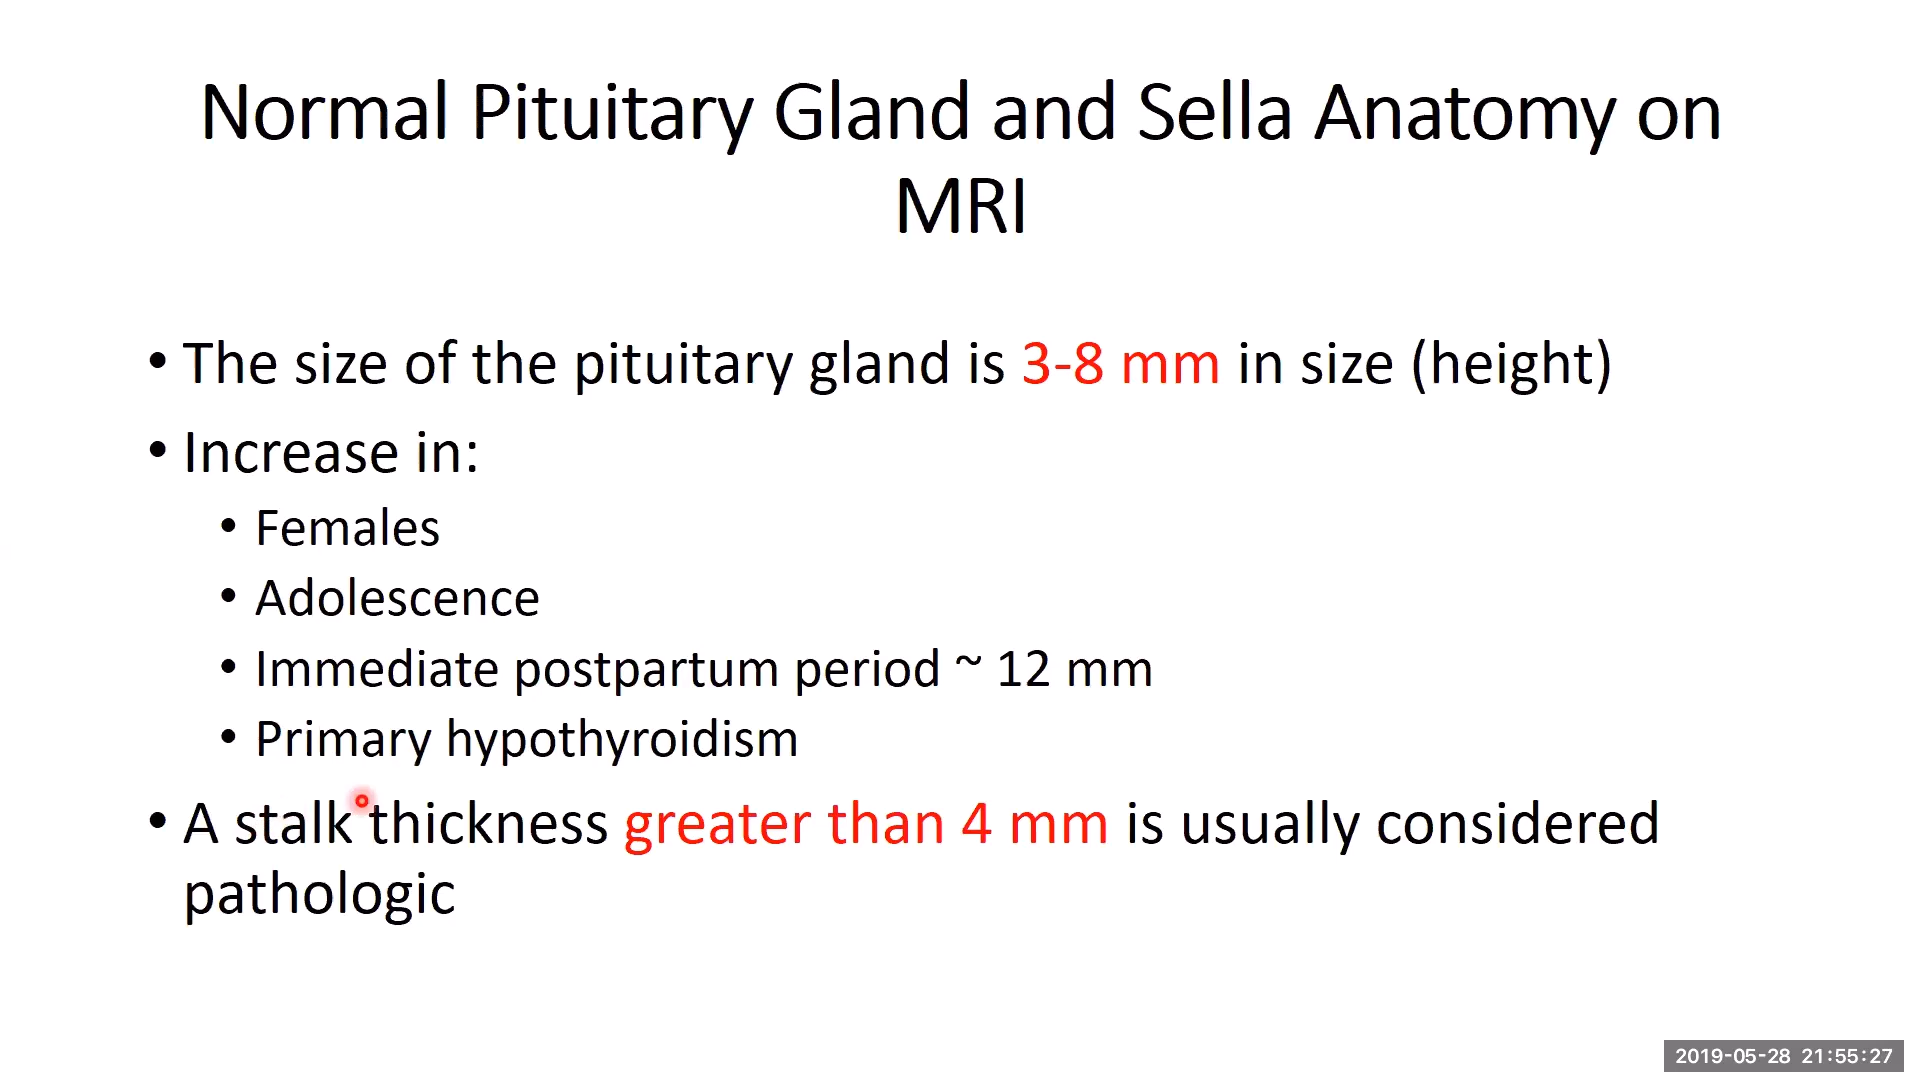 Normal Pituitary Gland and Sella Anatomy on
MRI
• The size of the pituitary gland is 3-8 mm in size (height)
• Increase in:
• Females
• Adolescence
• Immediate postpartum period ~ 12 mm
• Primary hypothyroidism
• A stalk thickness greater than 4 mm is usually considered
pathologic
2019-05-28 21:55:27